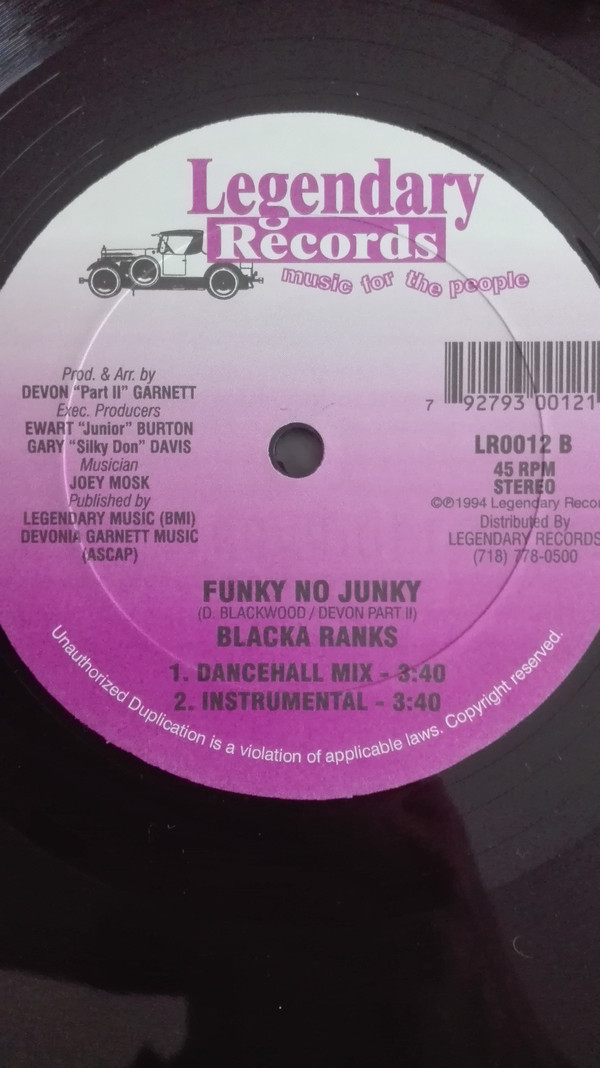 Legendary
Records
music for the people
Prod. & Arr. by
DEVON "Part II" GARNETT
Exec. Producers
EWART "Junior" BURTON
GARY "Silky Don" DAVIS
Musician
JOEY MOSK
Published by
LEGENDARY MUSIC (BMI)
DEVONIA GARNETT MUSIC
(ASCAP)
7 92793 00121
LR0012 B
45 RPM
STEREO
©℗1994 Legendary Recor
Distributed By
LEGENDARY RECORDS
(718) 778-0500
FUNKY NO JUNKY
(D. BLACKWOOD / DEVON PART II)
BLACKA RANKS
1. DANCEHALL MIX - 3:40
2. INSTRUMENTAL - 3:40
Unauthorized Duplication is a violation of applicable laws. Copyright reserved.